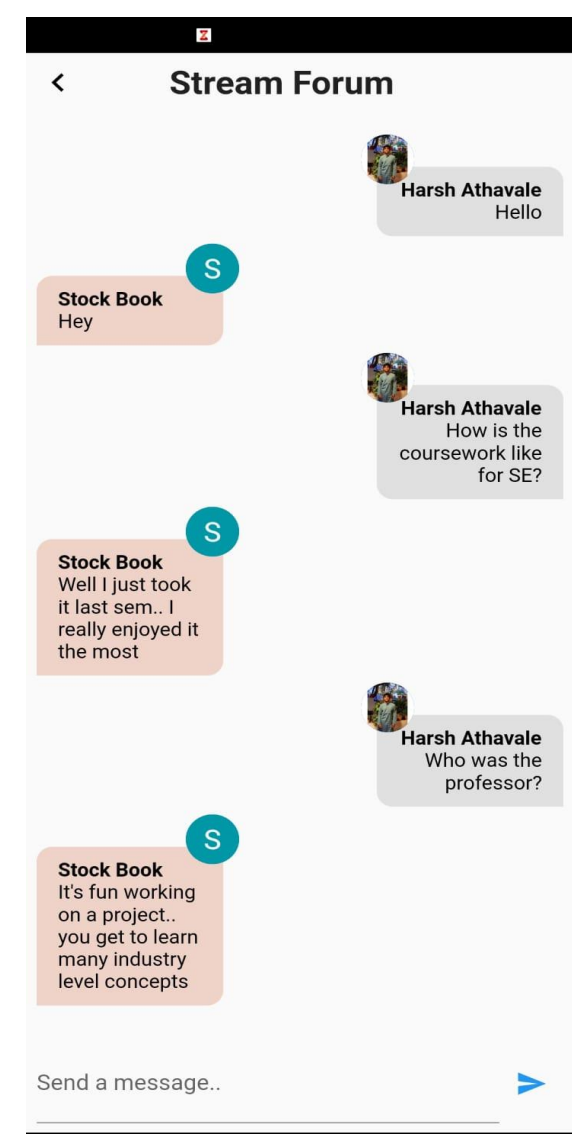 Z
Stream Forum
Harsh Athavale
Hello
S
Stock Book
Hey
Harsh Athavale
How is the
coursework like
for SE?
S
Stock Book
Well I just took
it last sem.. I
really enjoyed it
the most
Harsh Athavale
Who was the
professor?
S
Stock Book
It's fun working
on a project..
you get to learn
many industry
level concepts
Send a message..